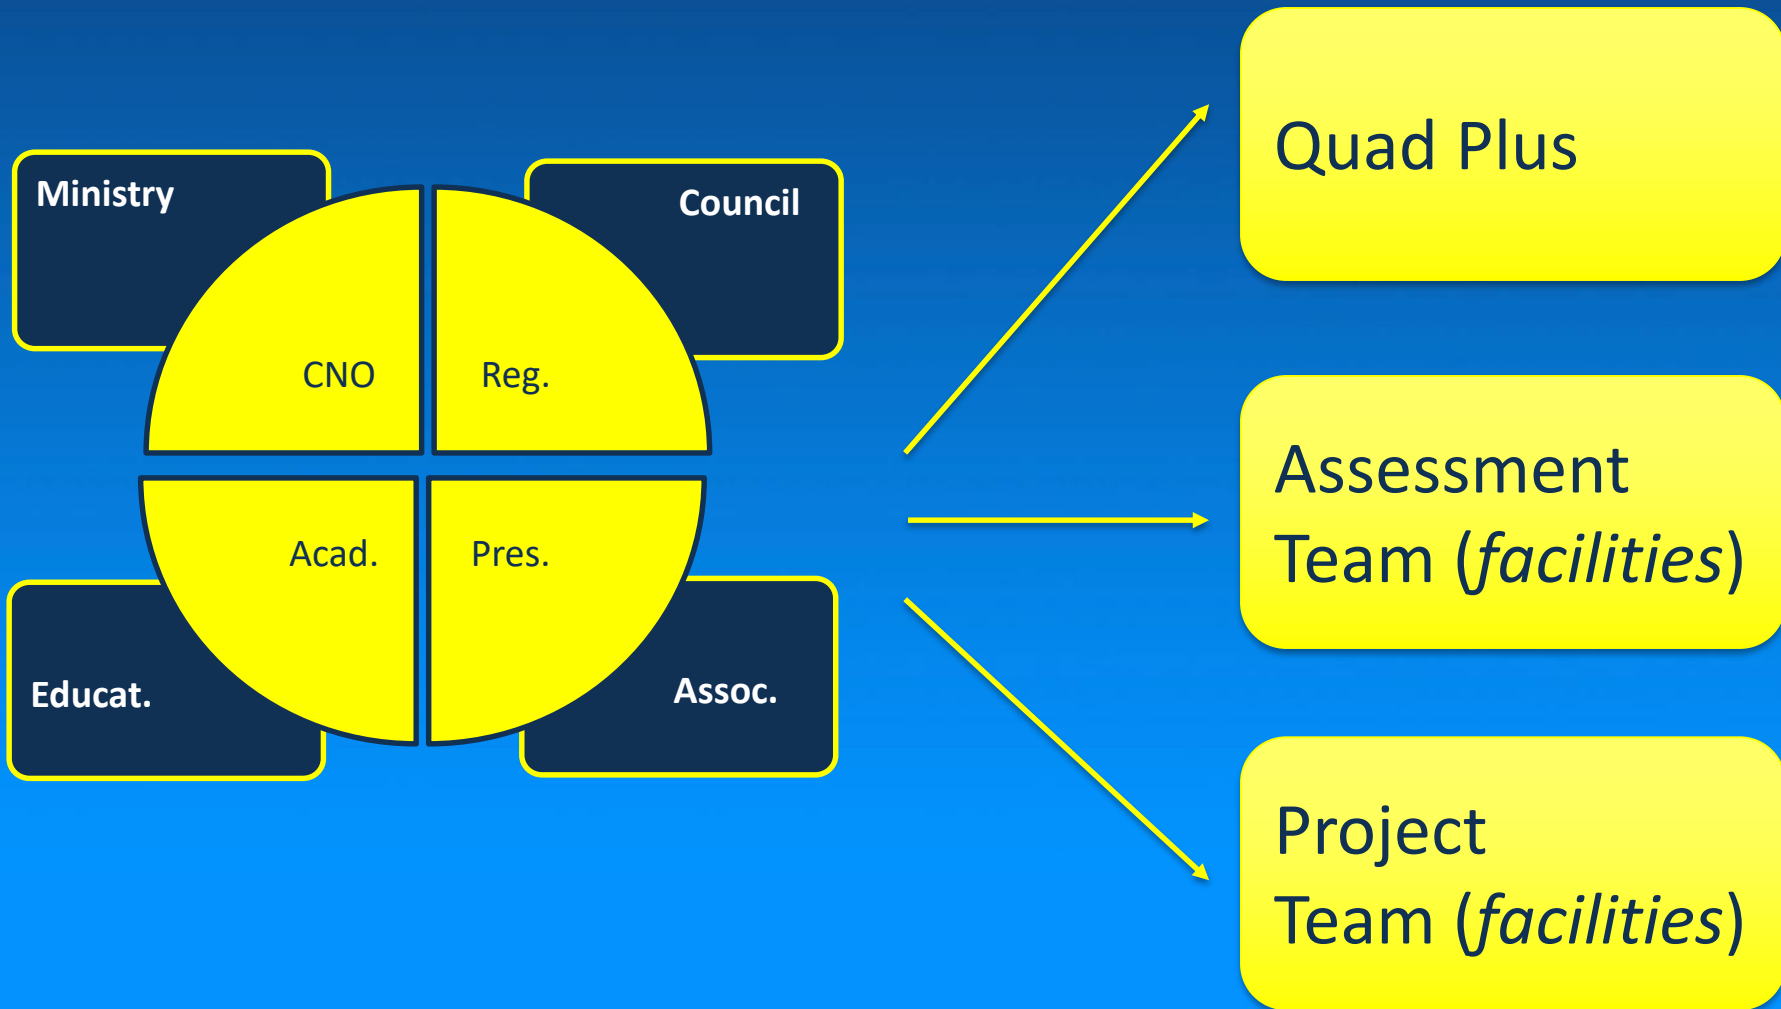 Ministry
Council
CNO
Reg.
Acad.
Pres.
Educat.
Assoc.
Quad Plus
Assessment
Team (facilities)
Project
Team (facilities)